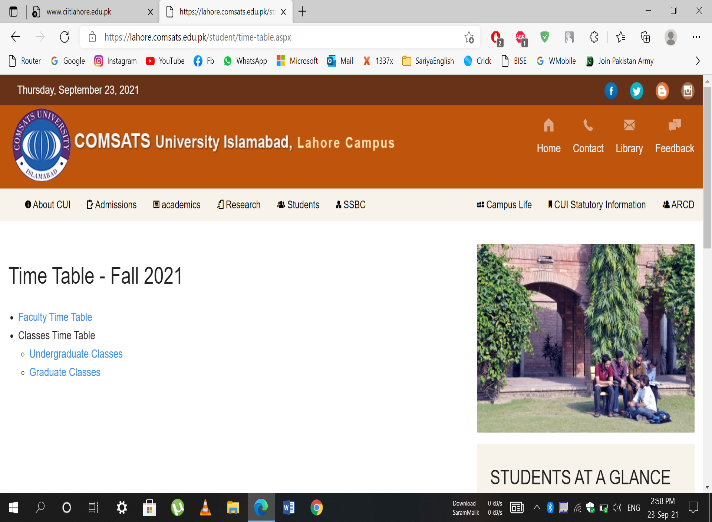 www.ciitlahore.edu.pk
https://lahore.comsats.edu.pk/st
https://lahore.comsats.edu.pk/student/time-table.aspx
Router Google Instagram YouTube Fb WhatsApp Microsoft Mail 1337x SariyaEnglish Crick BISE WMobile Join Pakistan Army
Thursday, September 23, 2021
COMSATS University Islamabad, Lahore Campus
COMSATS UNIVERSITY
ISLAMABAD
Home Contact Library Feedback
About CUI Admissions academics Research Students SSBC Campus Life CUI Statutory Information ARCD
Time Table - Fall 2021
Faculty Time Table
Classes Time Table
Undergraduate Classes
Graduate Classes
STUDENTS AT A GLANCE
Download 0 kB/s
SaramMalik 0 kB/s
ENG
2:58 PM
23-Sep-21